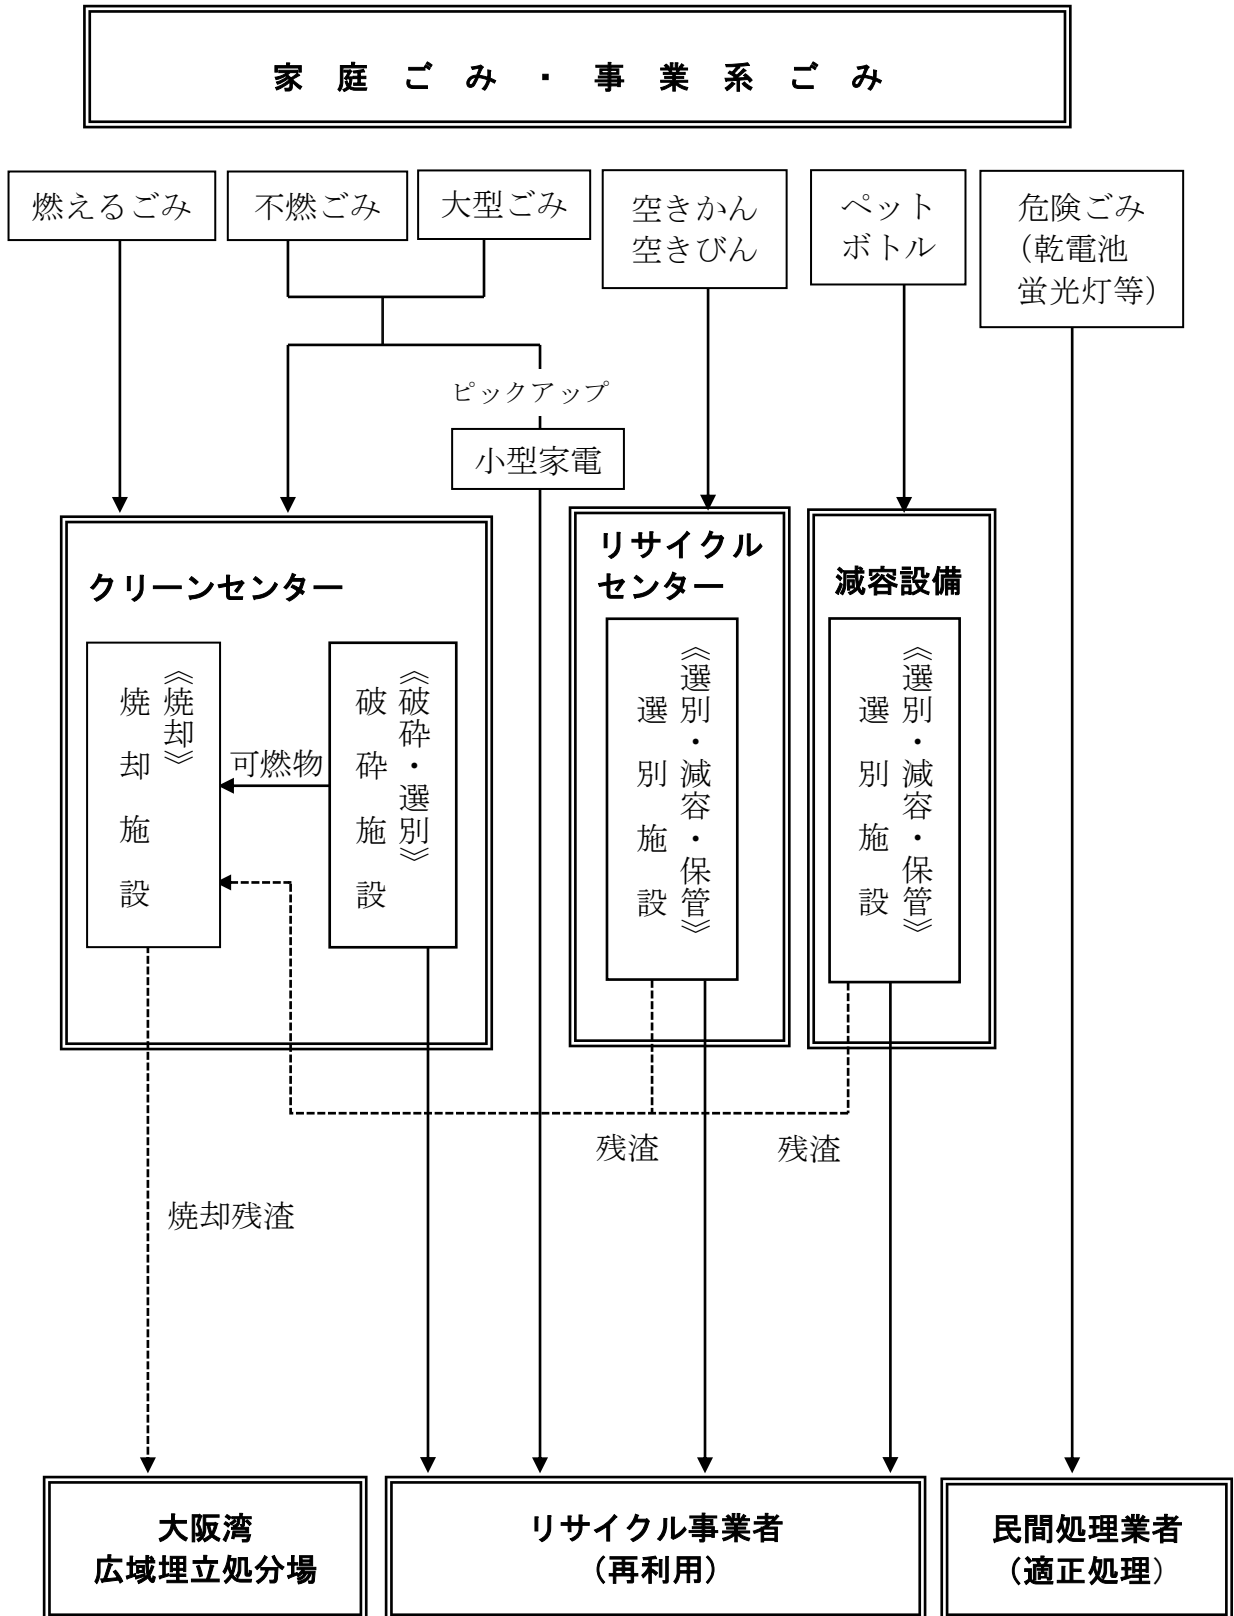 家庭ごみ・事業系ごみ
燃えるごみ
不燃ごみ
大型ごみ
空きかん
空きびん
ペット
ボトル
危険ごみ
（乾電池
蛍光灯等）
ピックアップ
小型家電
クリーンセンター
《焼却》
焼却施設
可燃物
《破砕・選別》
破砕施設
リサイクル
センター
《選別・減容・保管》
選別施設
減容設備
《選別・減容・保管》
選別施設
残渣
残渣
焼却残渣
大阪湾
広域埋立処分場
リサイクル事業者
（再利用）
民間処理業者
（適正処理）